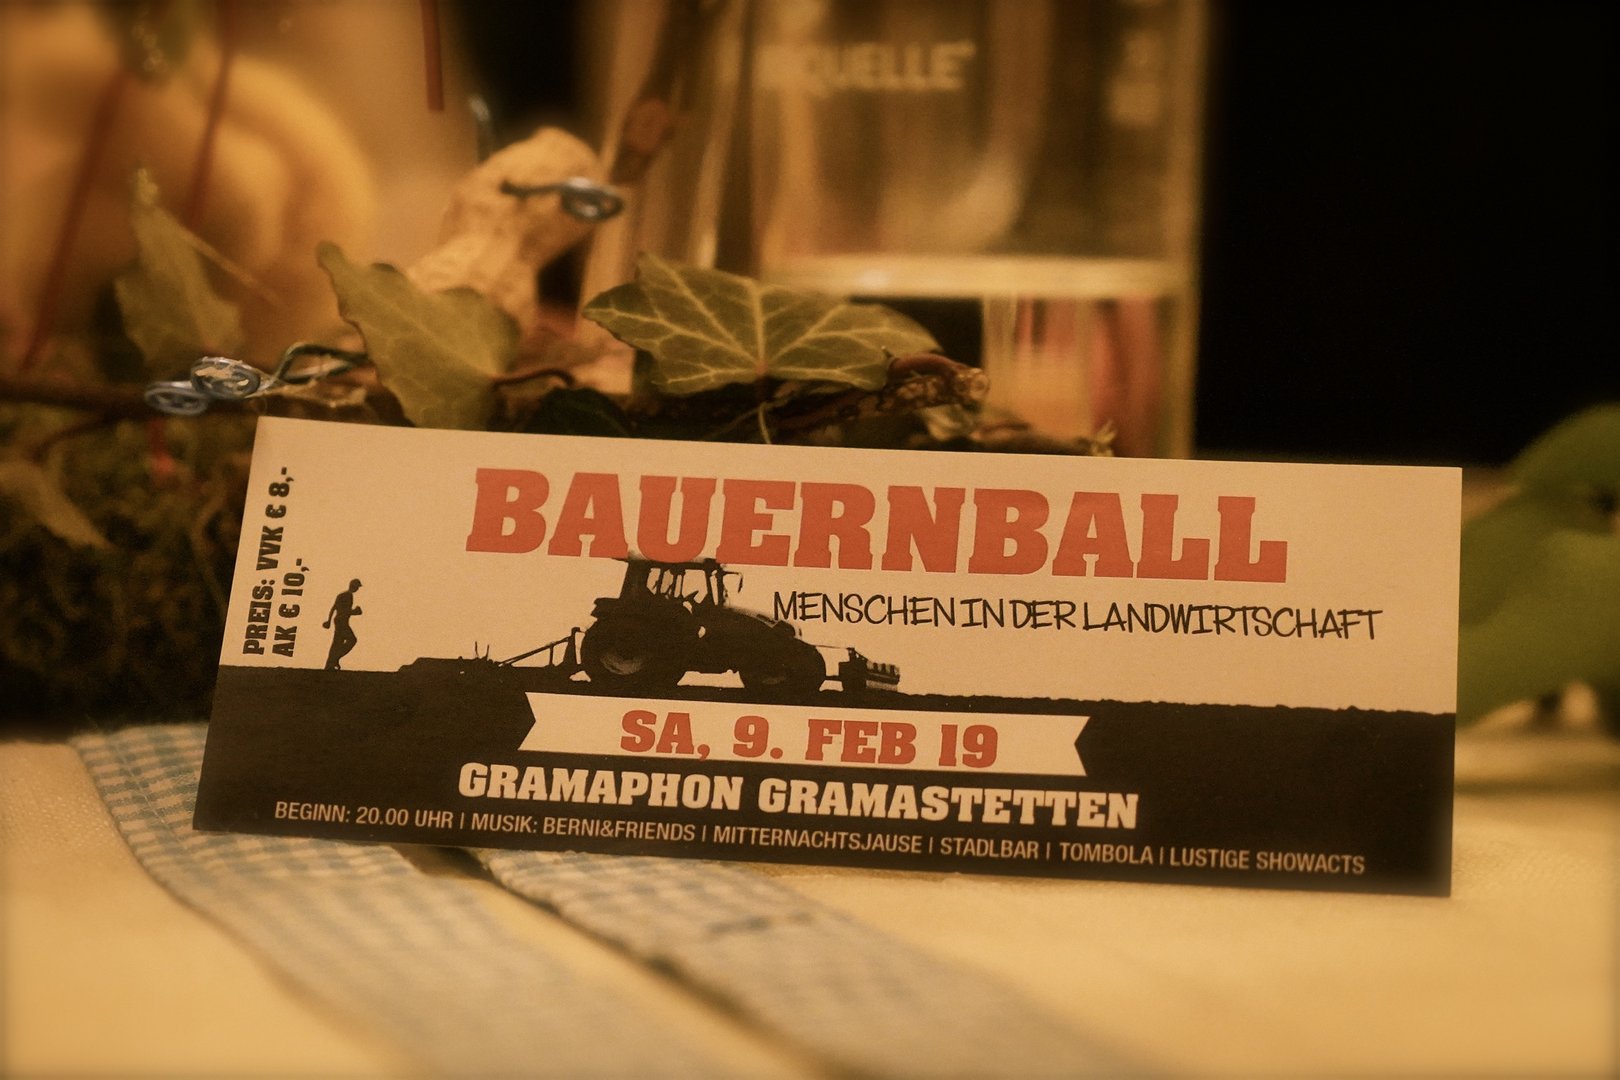 QUELLE
PREIS: VVK € 8,-
AK € 10,-
BAUERNBALL
MENSCHEN IN DER LANDWIRTSCHAFT
SA, 9. FEB 19
GRAMAPHON GRAMASTETTEN
BEGINN: 20.00 UHR | MUSIK: BERNI&FRIENDS | MITTERNACHTSJAUSE | STADLBAR | TOMBOLA | LUSTIGE SHOWACTS